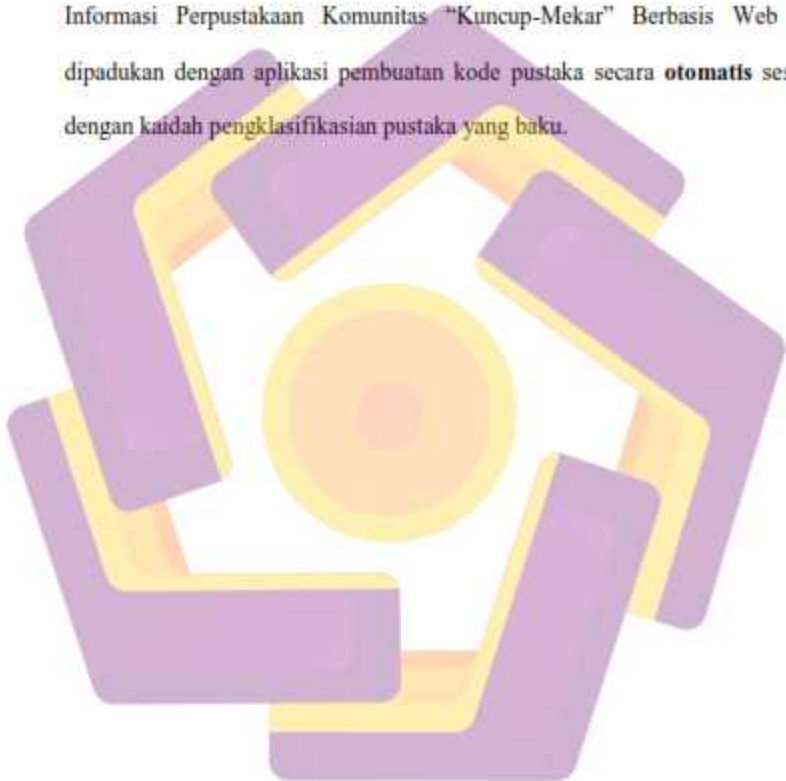 Informasi Perpustakaan Komunitas “Kuncup-Mekar” Berbasis Web
dipadukan dengan aplikasi pembuatan kode pustaka secara otomatis
dengan kaidah pengklasifikasian pustaka yang baku.